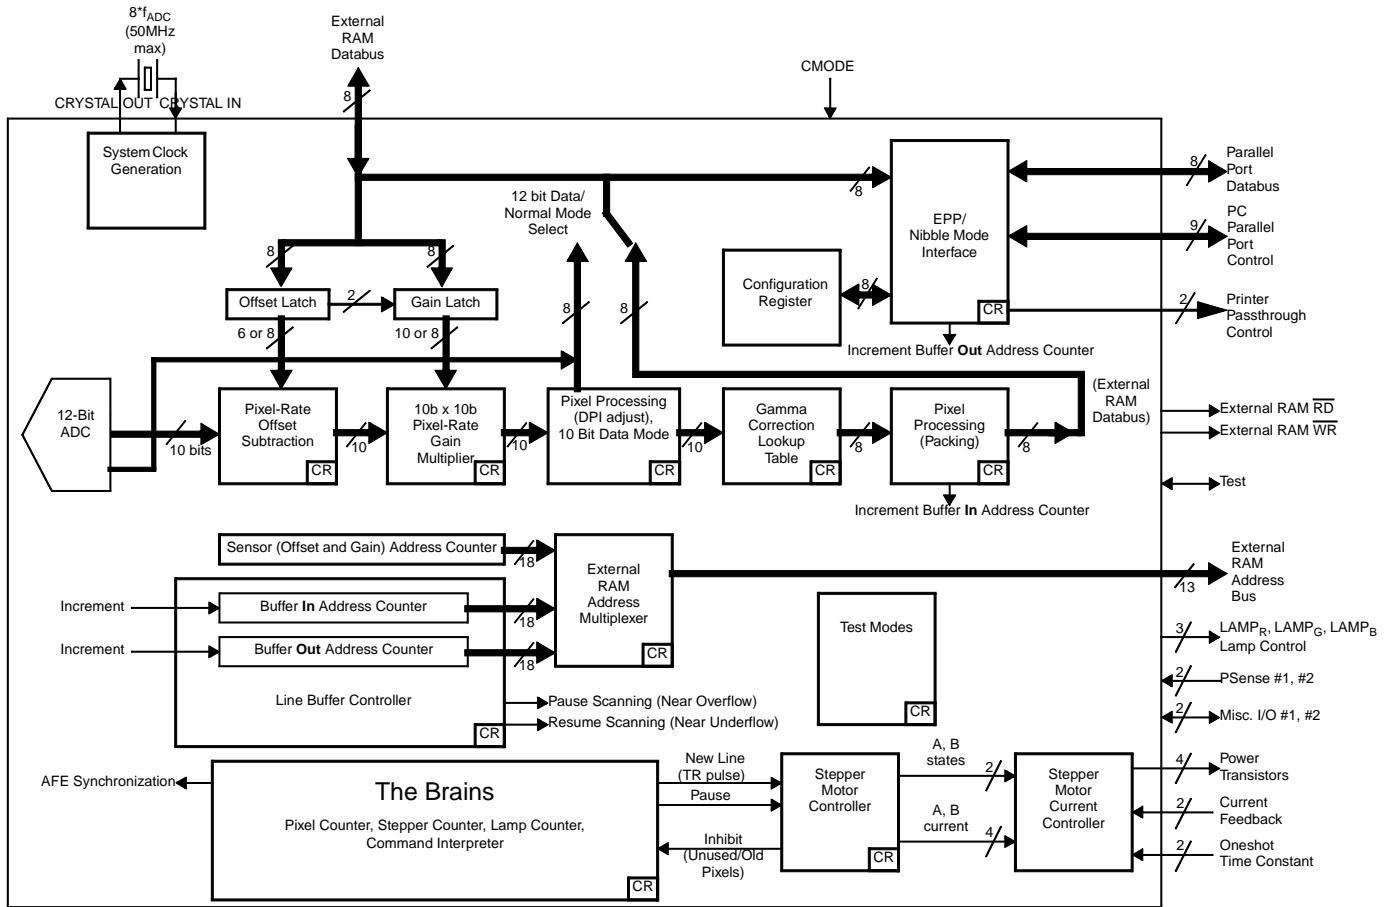 8*fADC
(50MHz
max)
CRYSTAL OUT
CRYSTAL IN
External
RAM
Databus
8
CMODE
System Clock
Generation
12 bit Data/
Normal Mode
Select
8
EPP/
Nibble Mode
Interface
CR
8
Parallel
Port
Databus
9
PC
Parallel
Port
Control
2
Printer
Passthrough
Control
8
8
Offset Latch
2
Gain Latch
8
8
Configuration
Register
8
6 or 8
10 or 8
Increment Buffer Out Address Counter
12-Bit
ADC
10 bits
Pixel-Rate
Offset
Subtraction
CR
10
10b x 10b
Pixel-Rate
Gain
Multiplier
CR
10
Pixel Processing
(DPI adjust),
10 Bit Data Mode
CR
10
Gamma
Correction
Lookup
Table
CR
8
Pixel
Processing
(Packing)
CR
8
(External
RAM
Databus)
External RAM RD
External RAM WR
Test
Increment Buffer In Address Counter
Sensor (Offset and Gain) Address Counter
18
External
RAM
Address
Multiplexer
CR
13
External
RAM
Address
Bus
Increment
Buffer In Address Counter
18
Increment
Buffer Out Address Counter
18
Line Buffer Controller
CR
Pause Scanning (Near Overflow)
Resume Scanning (Near Underflow)
Test Modes
CR
3
LAMPR, LAMPG, LAMPB
Lamp Control
2
PSense #1, #2
2
Misc. I/O #1, #2
AFE Synchronization
The Brains
Pixel Counter, Stepper Counter, Lamp Counter,
Command Interpreter
CR
New Line
(TR pulse)
Pause
Inhibit
(Unused/Old
Pixels)
Stepper
Motor
Controller
CR
A, B
states
2
A, B
current
4
Stepper
Motor
Current
Controller
4
Power
Transistors
2
Current
Feedback
2
Oneshot
Time Constant